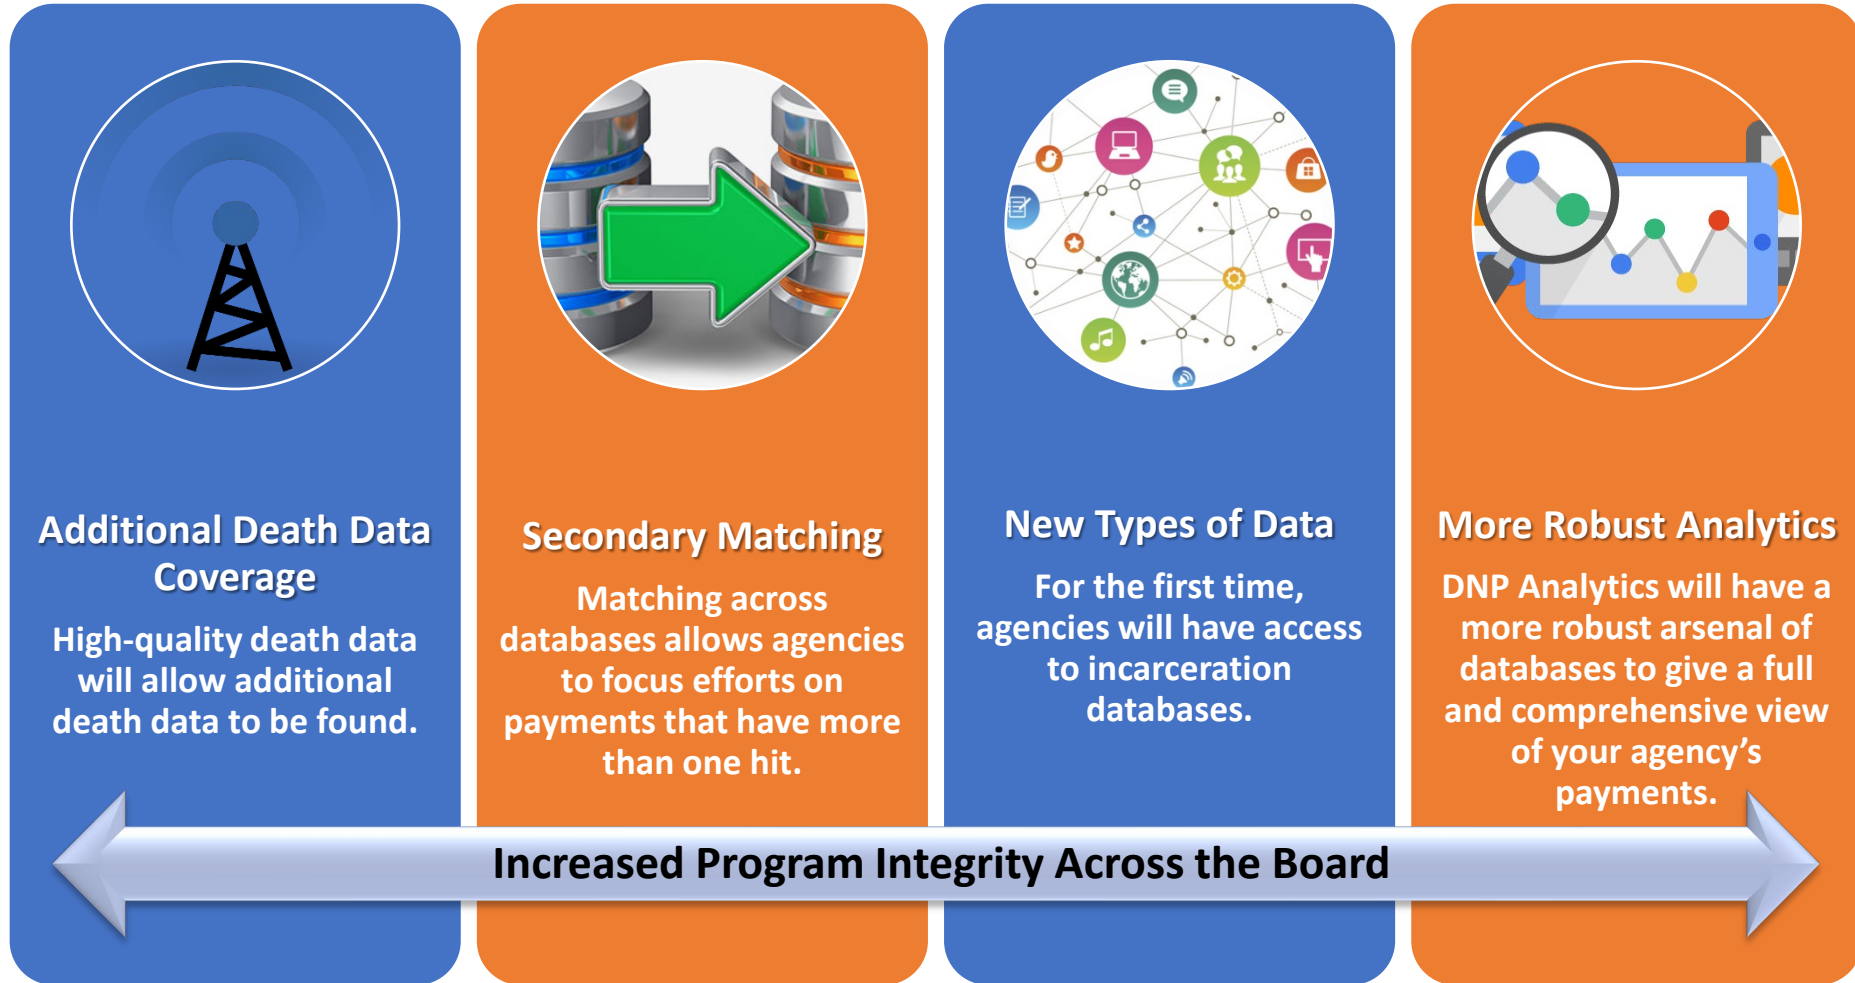 Additional Death Data
Coverage
High-quality death data
will allow additional
death data to be found.
Secondary Matching
Matching across
databases allows agencies
to focus efforts on
payments that have more
than one hit.
New Types of Data
For the first time,
agencies will have access
to incarceration
databases.
More Robust Analytics
DNP Analytics will have a
more robust arsenal of
databases to give a full
and comprehensive view
of your agency’s
payments.
Increased Program Integrity Across the Board